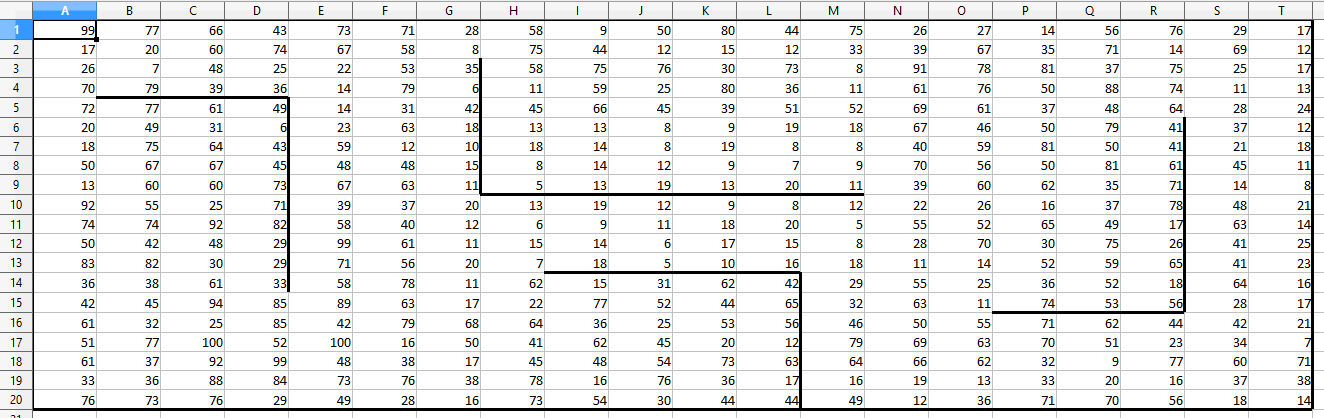 A B C D E F G H I J K L M N O P Q R S T
1 99 77 66 43 73 71 28 58 9 50 80 44 75 26 27 14 56 76 29 17
2 17 20 60 74 67 58 8 75 44 12 15 12 33 39 67 35 71 14 69 12
3 26 7 48 25 22 53 35 58 75 76 30 73 8 91 78 81 37 75 25 17
4 70 79 39 36 14 79 6 11 59 25 80 36 11 61 76 50 88 74 11 13
5 72 77 61 49 14 31 42 45 66 45 39 51 52 69 61 37 48 64 28 24
6 20 49 31 6 23 63 18 13 13 8 9 19 18 67 46 50 79 41 37 12
7 18 75 64 43 59 12 10 18 14 8 19 8 8 40 59 81 50 41 21 18
8 50 67 67 45 48 48 15 8 14 12 9 7 9 70 56 50 81 61 45 11
9 13 60 60 73 67 63 11 5 13 19 13 20 11 39 60 62 35 71 14 8
10 92 55 25 71 39 37 20 13 19 12 9 8 12 22 26 16 37 78 48 21
11 74 74 92 82 58 40 12 6 9 11 18 20 5 55 52 65 49 17 63 14
12 50 42 48 29 99 61 11 15 14 6 17 15 8 28 70 30 75 26 41 25
13 83 82 30 29 71 56 20 7 18 5 10 16 18 11 14 52 59 65 41 23
14 36 38 61 33 58 78 11 62 15 31 62 42 29 55 25 36 52 18 64 16
15 42 45 94 85 89 63 17 22 77 52 44 65 32 63 11 74 53 56 28 17
16 61 32 25 85 42 79 68 64 36 25 53 56 46 50 55 71 62 44 42 21
17 51 77 100 52 100 16 50 41 62 45 20 12 79 69 63 70 51 23 34 7
18 61 37 92 99 48 38 17 45 48 54 73 63 64 66 62 32 9 77 60 71
19 33 36 88 84 73 76 38 78 16 76 36 17 16 19 13 33 20 16 37 38
20 76 73 76 29 49 28 16 73 54 30 44 44 49 12 36 71 70 56 18 14